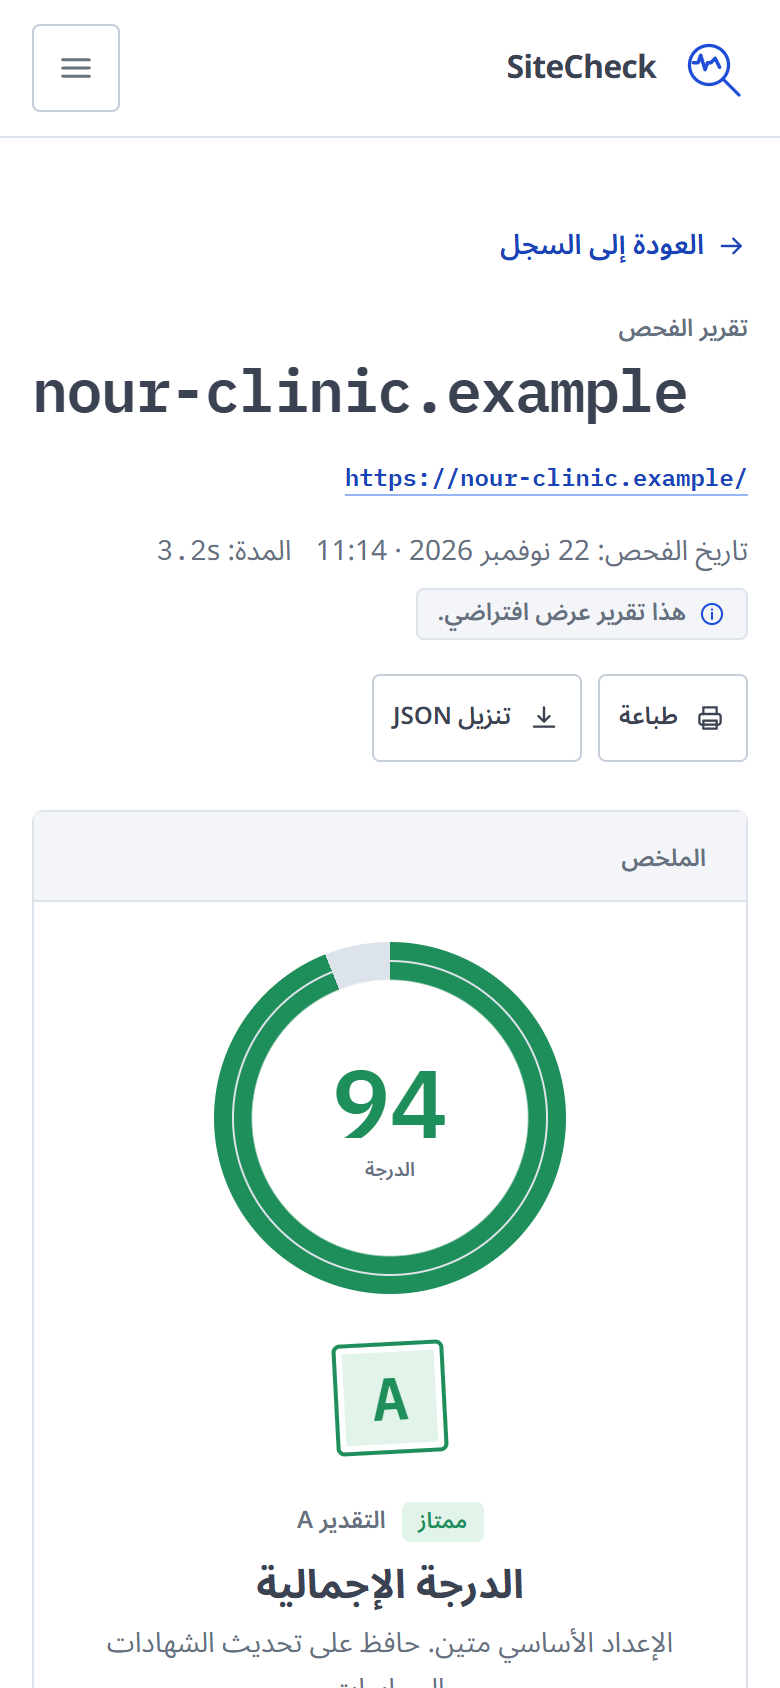 SiteCheck
العودة إلى السجل
تقرير الفحص
nour-clinic.example
https://nour-clinic.example/
تاريخ الفحص: 22 نوفمبر 2026 · 11:14 المدة: 3.2s
هذا تقرير عرض افتراضي.
طباعة
تنزيل JSON
الملخص
94
الدرجة
A
ممتاز
التقدير A
الدرجة الإجمالية
الإعداد الأساسي متين. حافظ على تحديث الشهادات